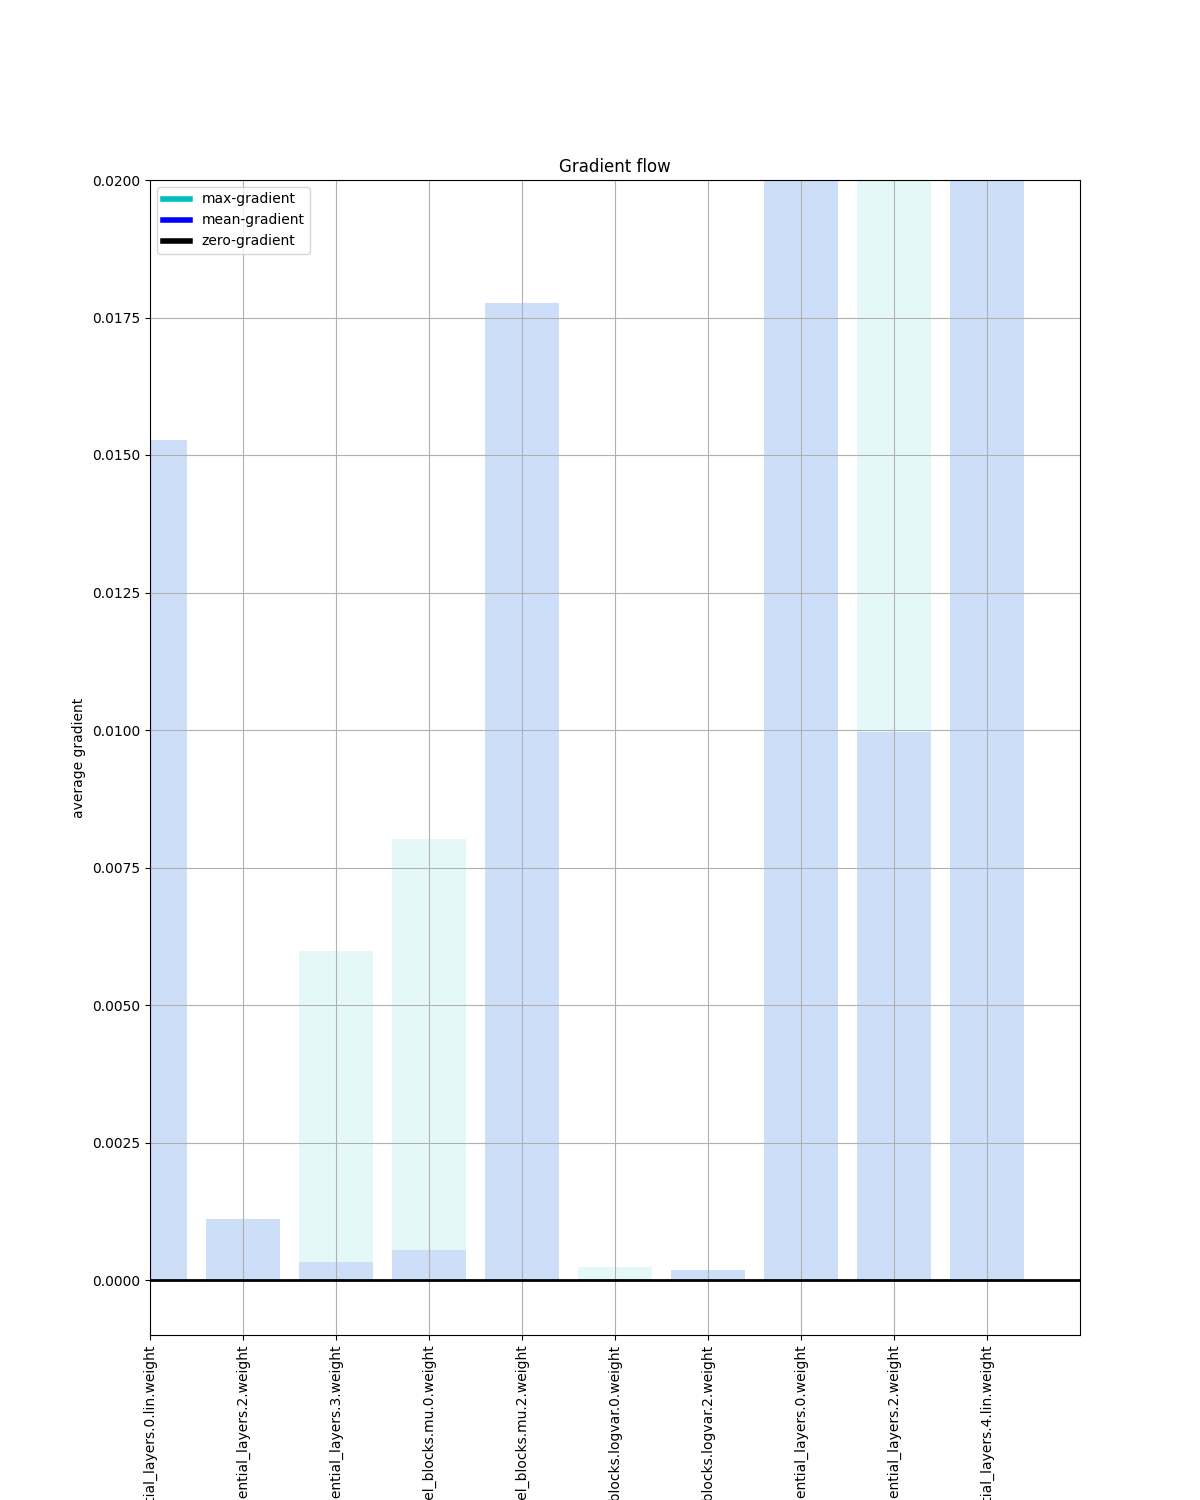 Gradient flow
max-gradient
mean-gradient
zero-gradient
0.0200
0.0175
0.0150
0.0125
0.0100
0.0075
0.0050
0.0025
0.0000
average gradient
tial_layers.0.lin.weight
ential_layers.2.weight
ential_layers.3.weight
el_blocks.mu.0.weight
el_blocks.mu.2.weight
blocks.logvar.0.weight
blocks.logvar.2.weight
ential_layers.0.weight
ential_layers.2.weight
tial_layers.4.lin.weight